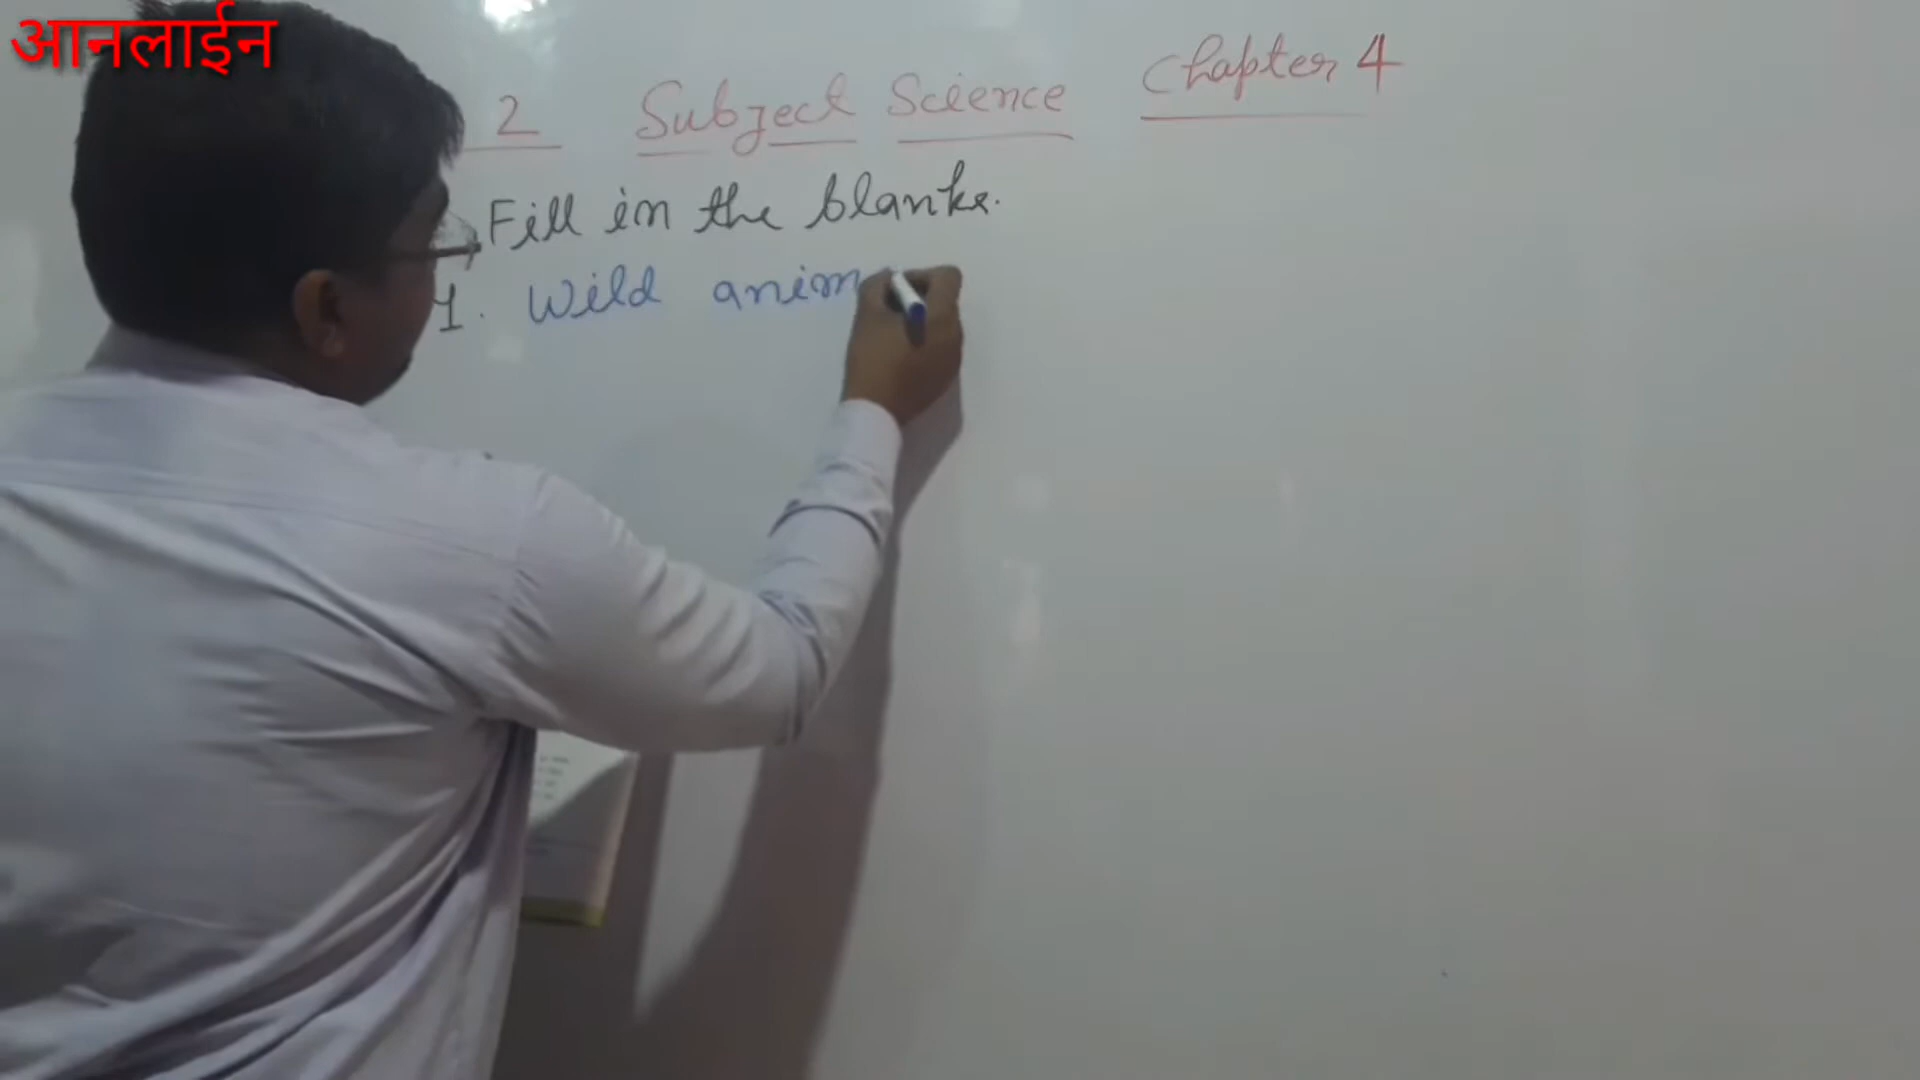 आनलाईन
2 Subject Science Chapter 4
Fill in the blanks.
1. Wild anim